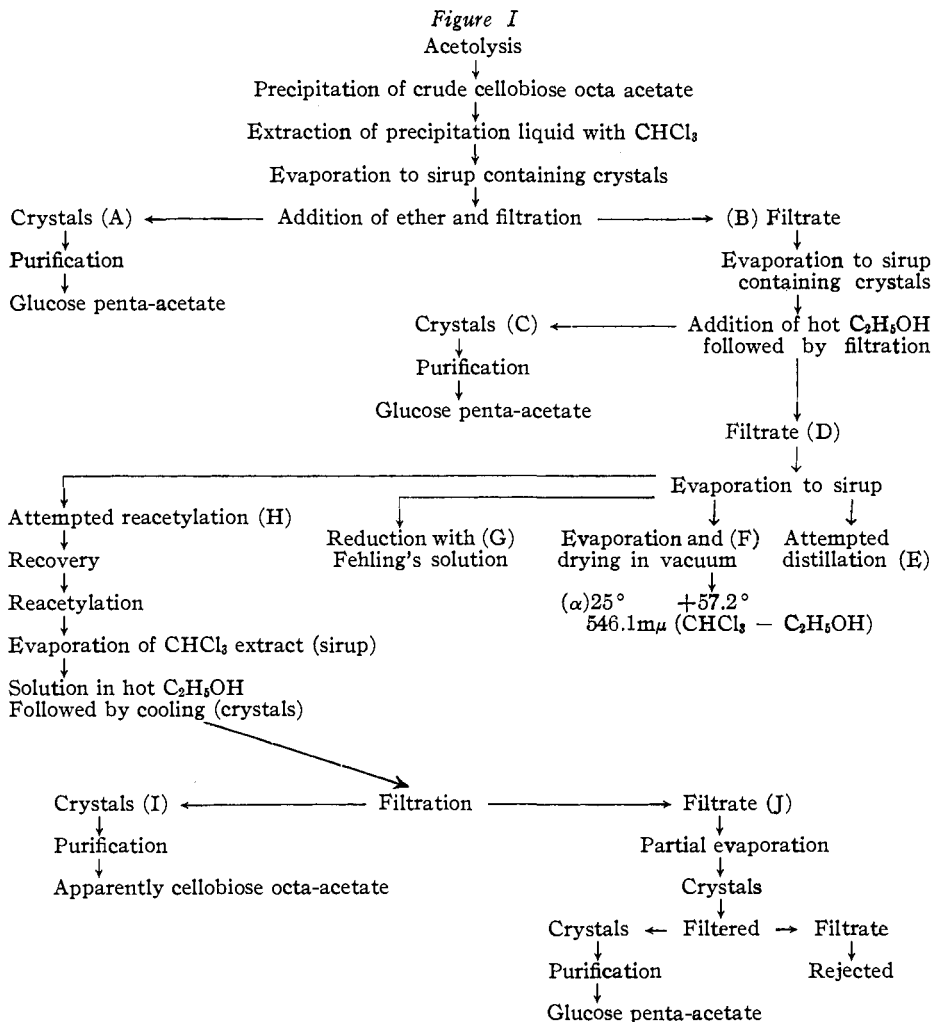 Figure I
Acetolysis
Precipitation of crude cellobiose octa acetate
Extraction of precipitation liquid with CHCl₃
Evaporation to sirup containing crystals
Crystals (A)
Addition of ether and filtration
(B) Filtrate
Purification
Glucose penta-acetate
Evaporation to sirup
containing crystals
Crystals (C)
Addition of hot C₂H₅OH
followed by filtration
Purification
Glucose penta-acetate
Filtrate (D)
Evaporation to sirup
Attempted reacetylation (H)
Recovery
Reacetylation
Evaporation of CHCl₃ extract (sirup)
Solution in hot C₂H₅OH
Followed by cooling (crystals)
Reduction with (G)
Fehling's solution
Evaporation and (F)
drying in vacuum
(α)25° +57.2°
546.1mμ (CHCl₃ − C₂H₅OH)
Attempted
distillation (E)
Crystals (I)
Filtration
Filtrate (J)
Purification
Apparently cellobiose octa-acetate
Partial evaporation
Crystals
Crystals
Filtered
Filtrate
Purification
Rejected
Glucose penta-acetate